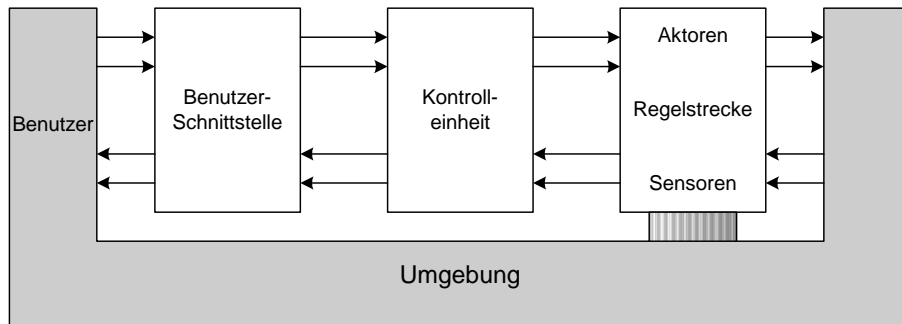 Benutzer
Benutzer-
Schnittstelle
Kontroll-
einheit
Aktoren
Regelstrecke
Sensoren
Umgebung